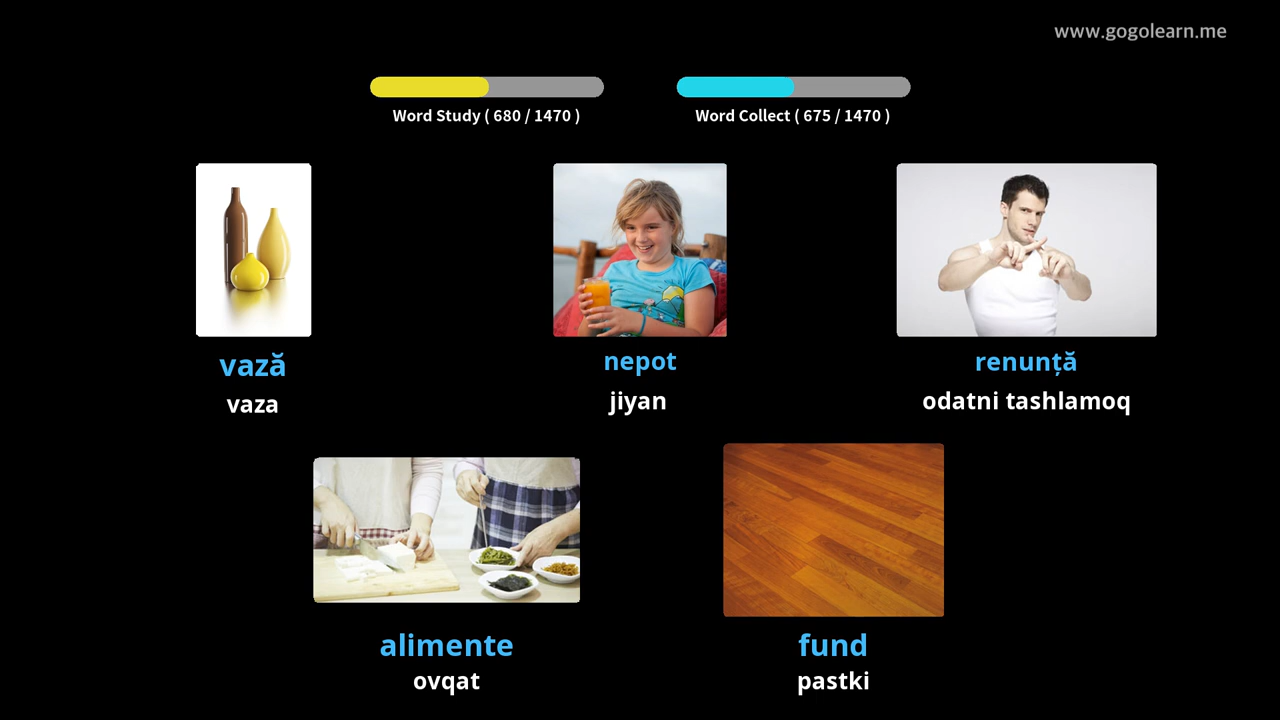 www.gogolearn.me
Word Study ( 680 / 1470 )
Word Collect ( 675 / 1470 )
vază
vaza
nepot
jiyan
renunță
odatni tashlamoq
alimente
ovqat
fund
pastki